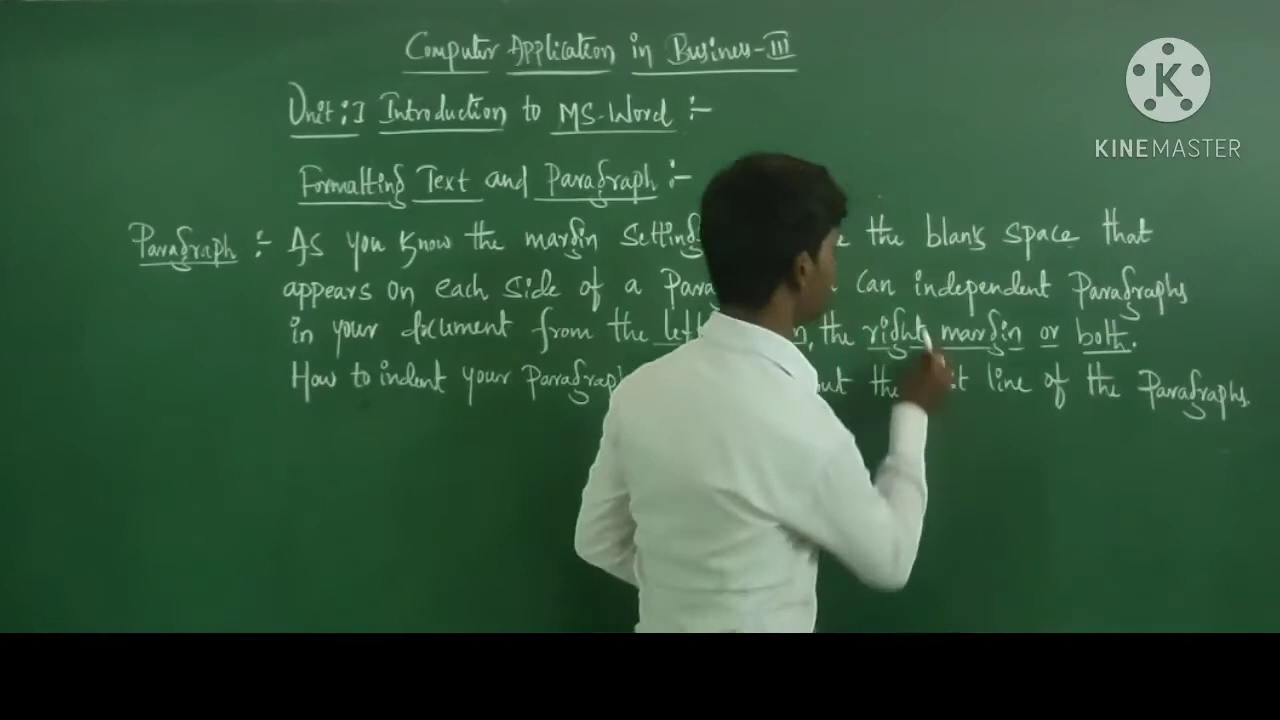 Computer Application in Business-III
Unit:I Introduction to MS-Word :-
Formatting Text and Paragraph :-
Paragraph :- As you know the margin setting the blank space that
appears on each side of a can independent Paragraphs
in your document from the left the right margin or both.
How to indent your Paragraph the line of the Paragraphs.
K
KINEMASTER